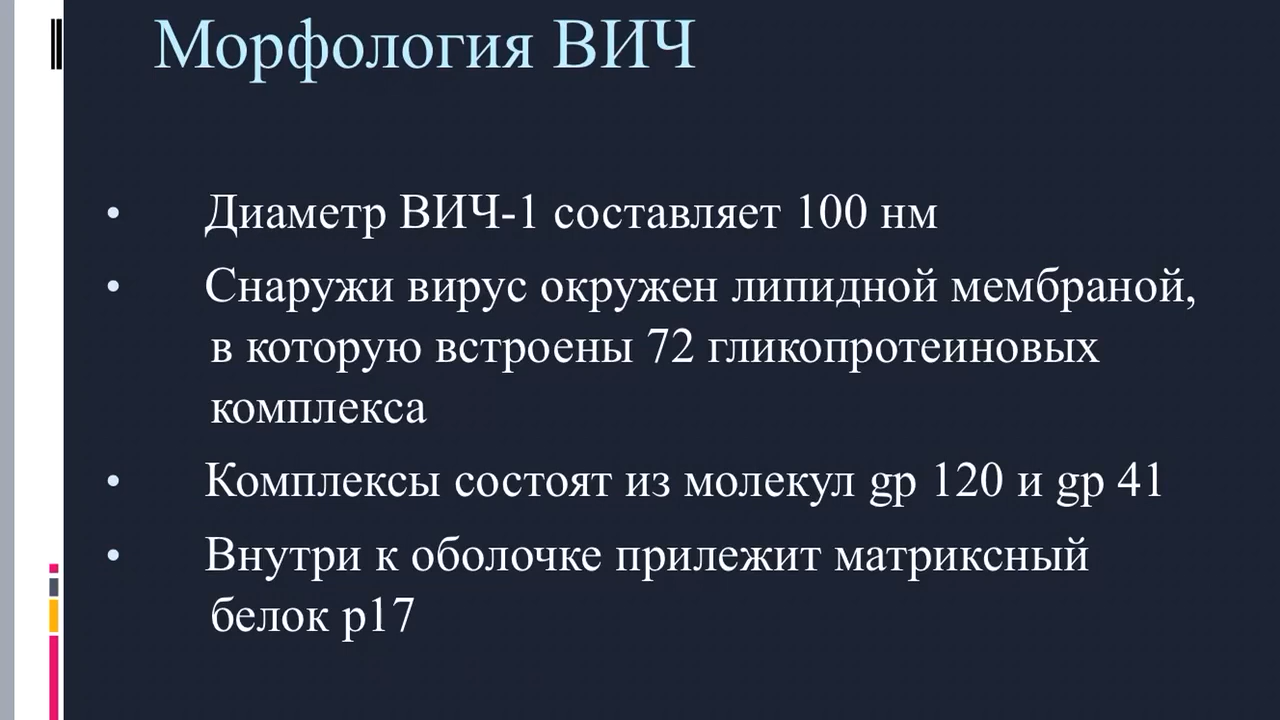 Морфология ВИЧ
• Диаметр ВИЧ-1 составляет 100 нм
• Снаружи вирус окружен липидной мембраной,
в которую встроены 72 гликопротеиновых
комплекса
• Комплексы состоят из молекул gp 120 и gp 41
• Внутри к оболочке прилежит матриксный
белок р17